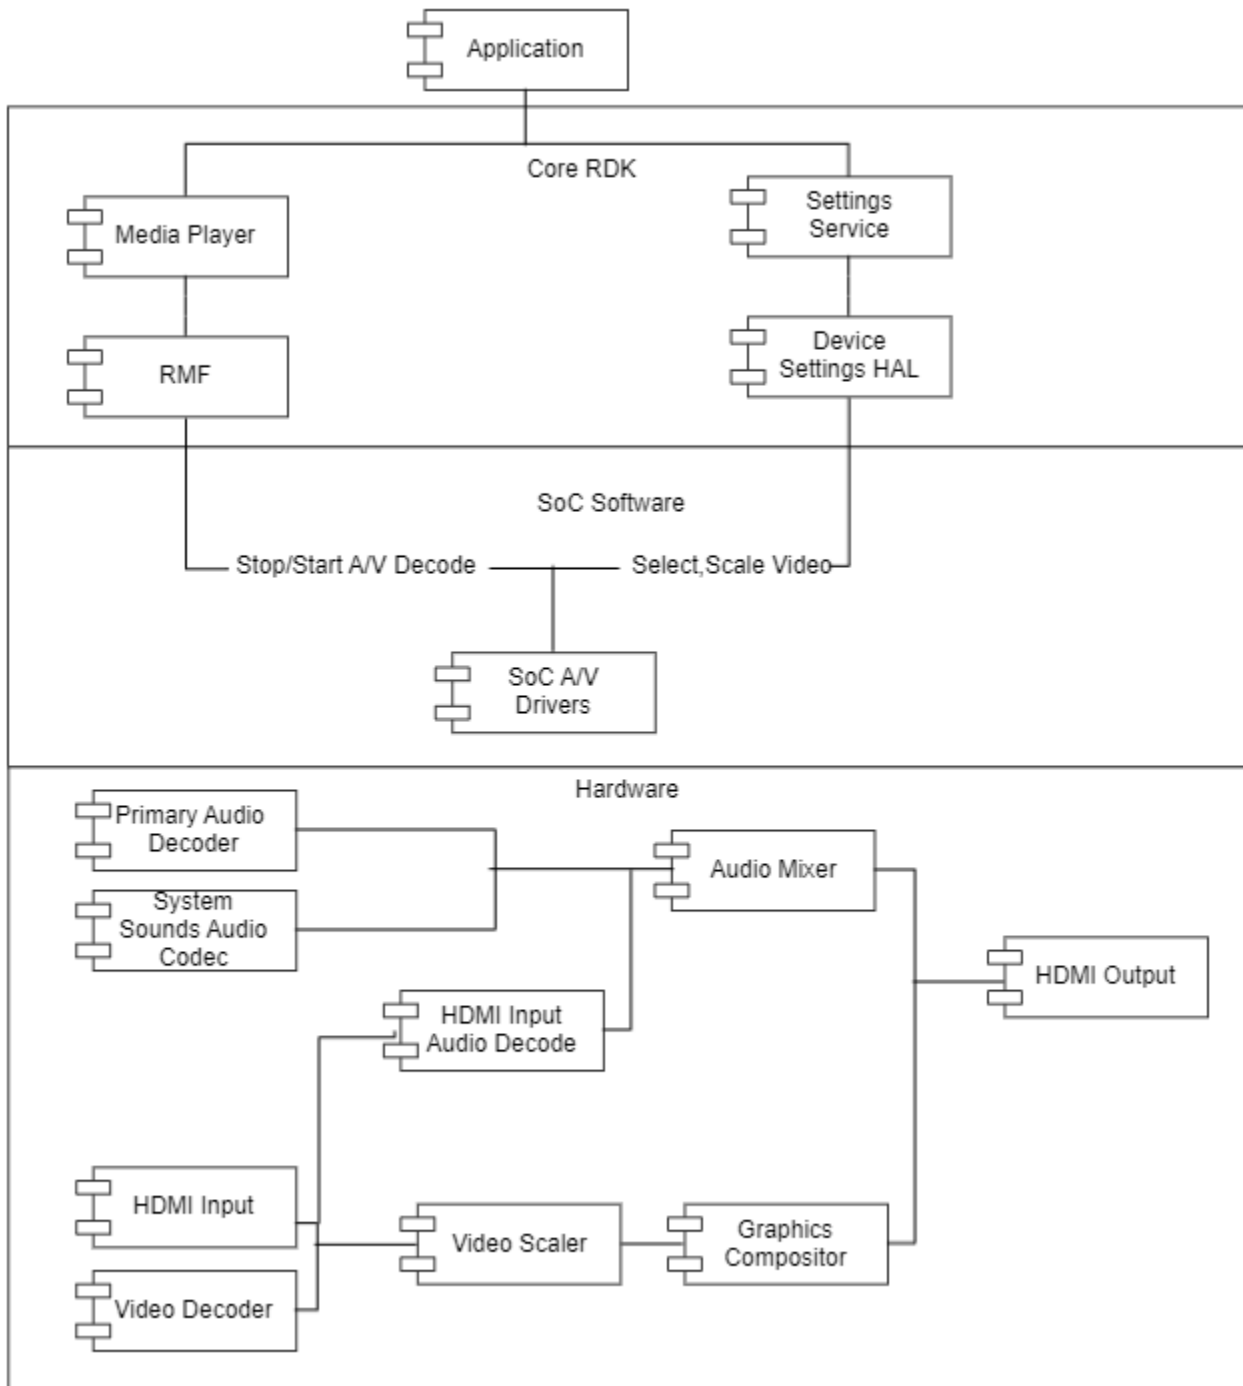 Application
Core RDK
Media Player
Settings
Service
RMF
Device
Settings HAL
SoC Software
Stop/Start A/V Decode
Select,Scale Video
SoC A/V
Drivers
Hardware
Primary Audio
Decoder
Audio Mixer
System
Sounds Audio
Codec
HDMI Output
HDMI Input
Audio Decode
HDMI Input
Video Scaler
Graphics
Compositor
Video Decoder